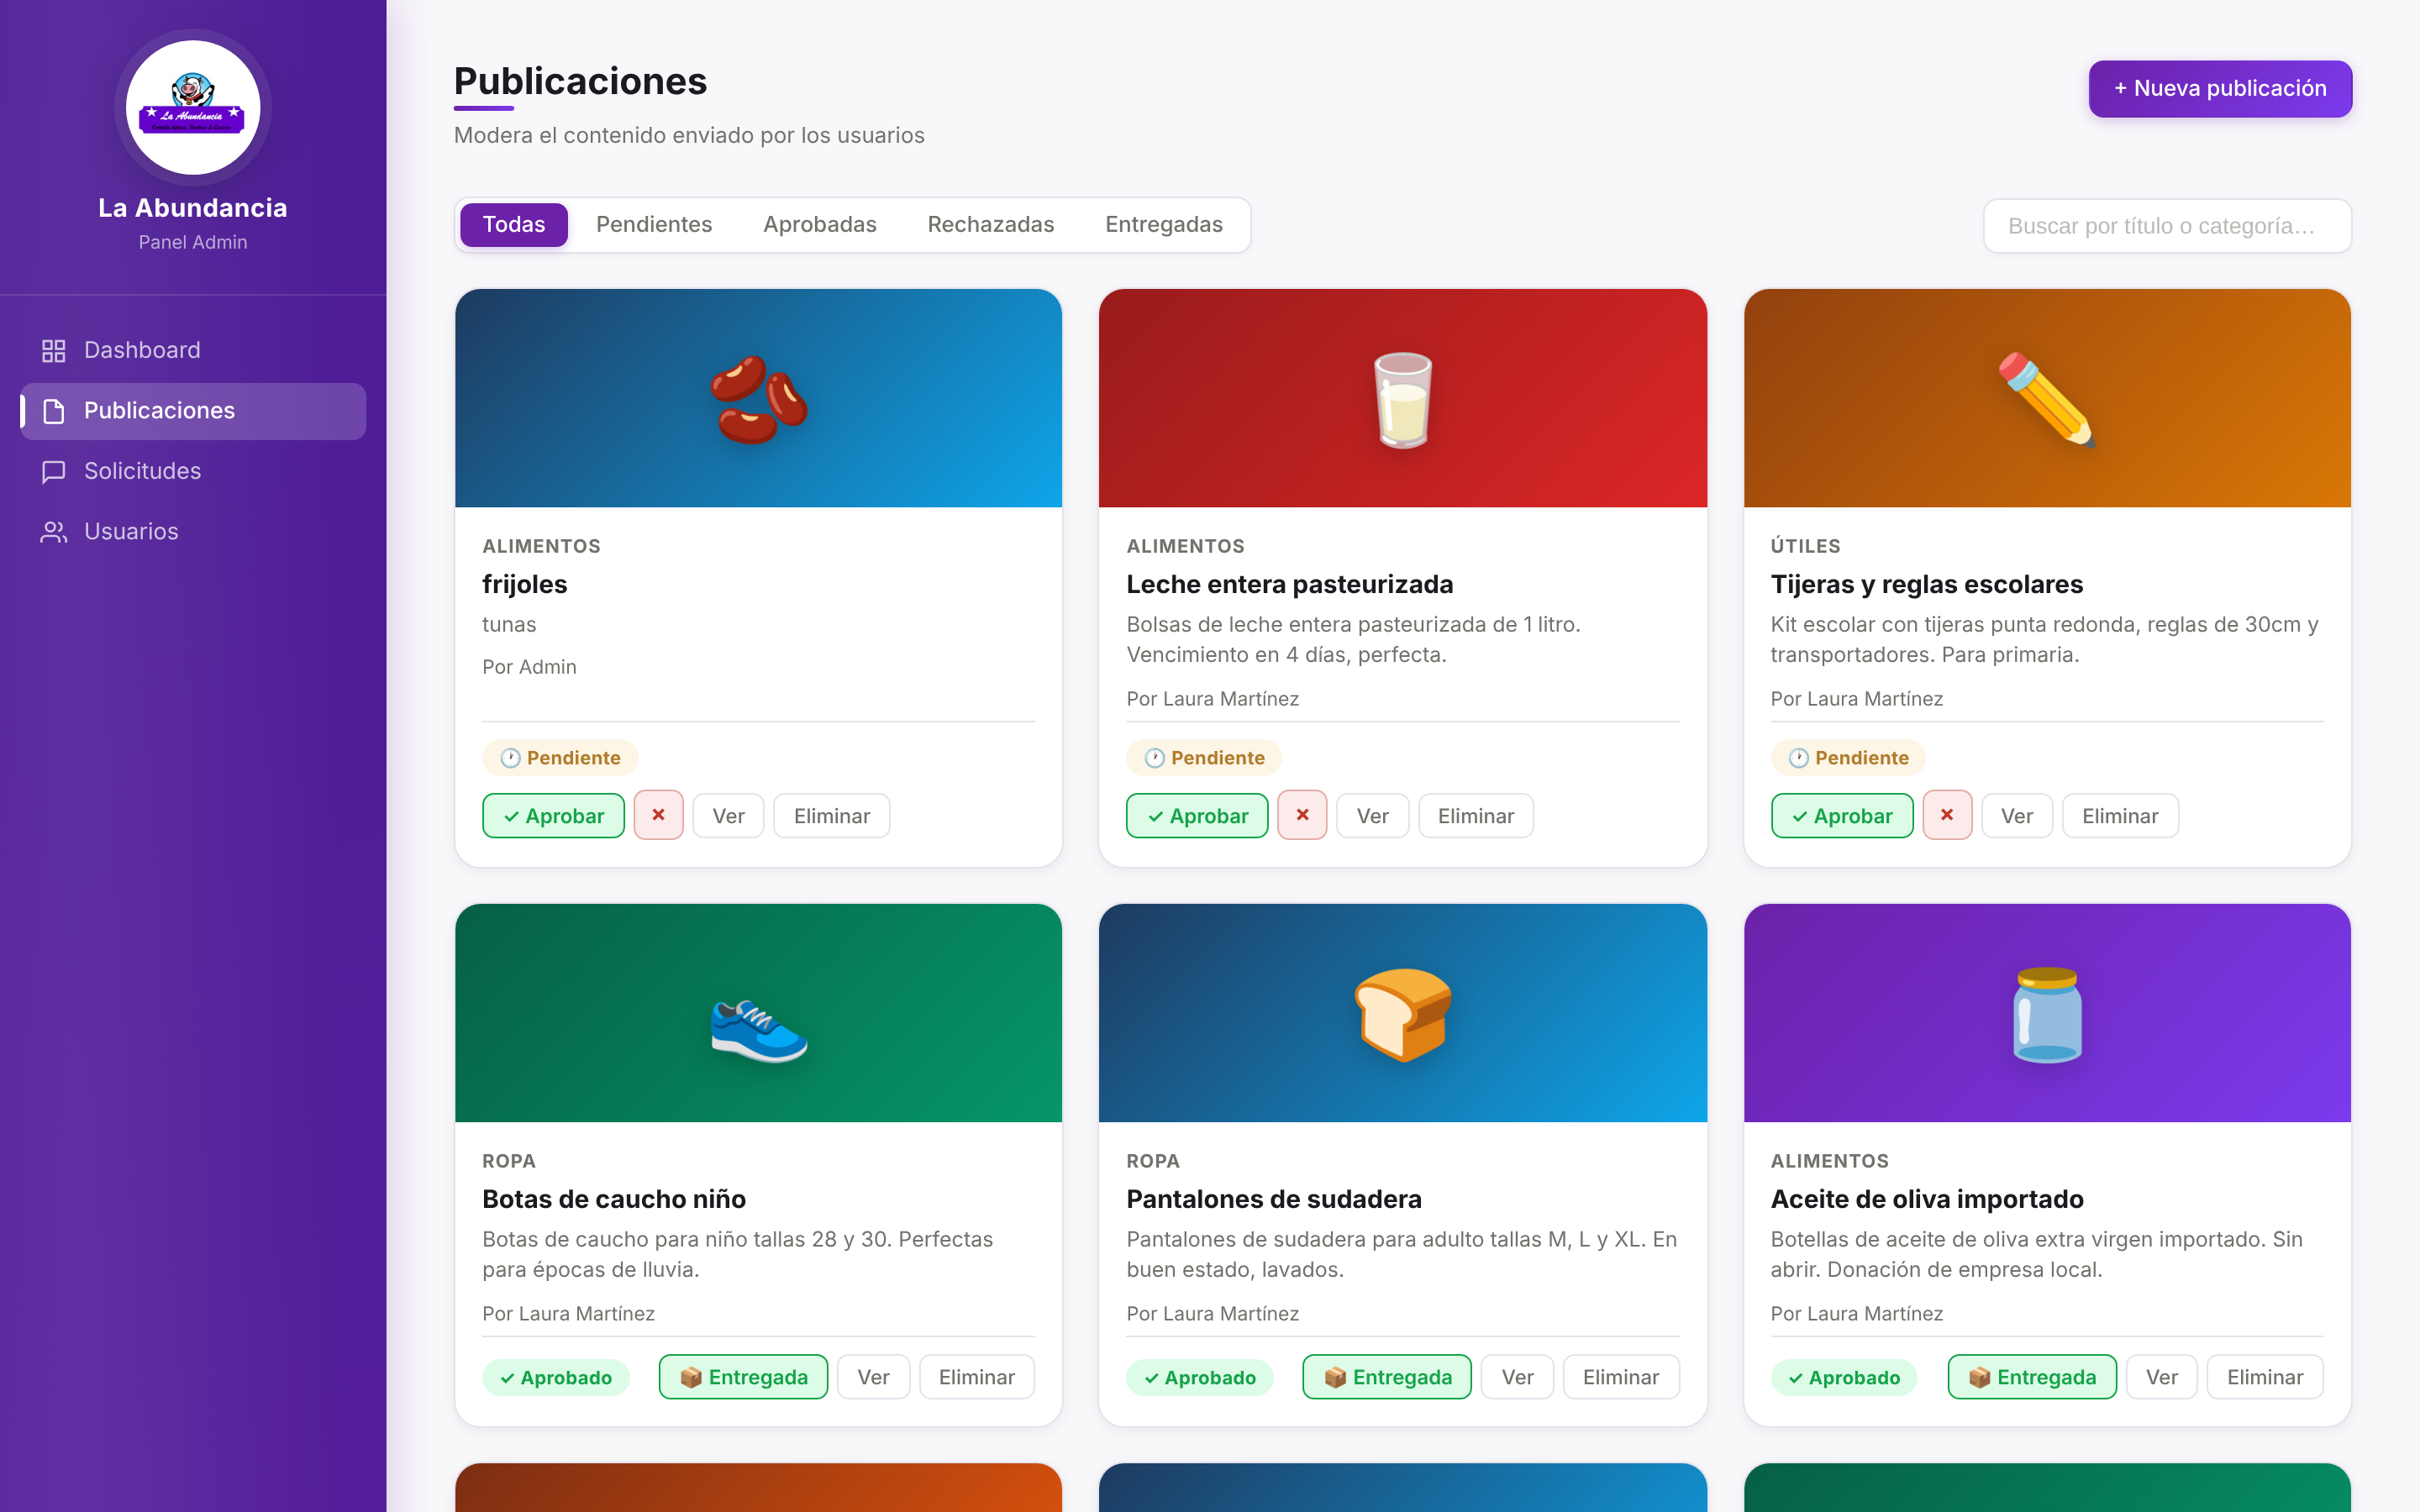 La Abundancia
La Abundancia
Panel Admin
Dashboard
Publicaciones
Solicitudes
Usuarios
Publicaciones
Modera el contenido enviado por los usuarios
+ Nueva publicación
Todas
Pendientes
Aprobadas
Rechazadas
Entregadas
Buscar por título o categoría...
ALIMENTOS
frijoles
tunas
Por Admin
Pendiente
✓ Aprobar
×
Ver
Eliminar
ALIMENTOS
Leche entera pasteurizada
Bolsas de leche entera pasteurizada de 1 litro.
Vencimiento en 4 días, perfecta.
Por Laura Martínez
Pendiente
✓ Aprobar
×
Ver
Eliminar
ÚTILES
Tijeras y reglas escolares
Kit escolar con tijeras punta redonda, reglas de 30cm y
transportadores. Para primaria.
Por Laura Martínez
Pendiente
✓ Aprobar
×
Ver
Eliminar
ROPA
Botas de caucho niño
Botas de caucho para niño tallas 28 y 30. Perfectas
para épocas de lluvia.
Por Laura Martínez
✓ Aprobado
Entregada
Ver
Eliminar
ROPA
Pantalones de sudadera
Pantalones de sudadera para adulto tallas M, L y XL. En
buen estado, lavados.
Por Laura Martínez
✓ Aprobado
Entregada
Ver
Eliminar
ALIMENTOS
Aceite de oliva importado
Botellas de aceite de oliva extra virgen importado. Sin
abrir. Donación de empresa local.
Por Laura Martínez
✓ Aprobado
Entregada
Ver
Eliminar